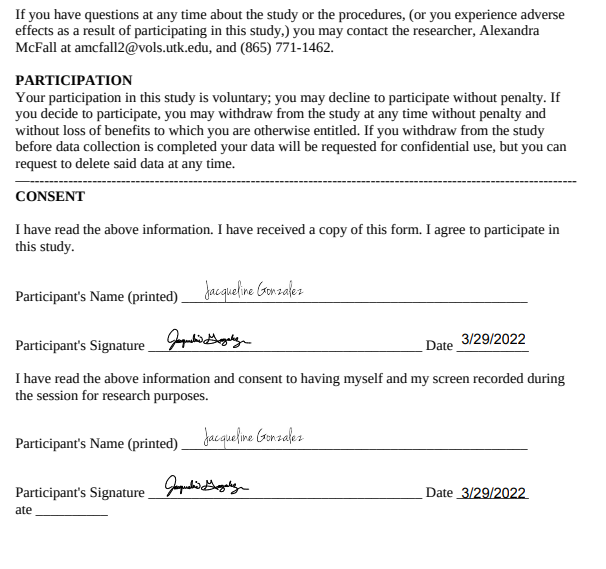 If you have questions at any time about the study or the procedures, (or you experience adverse
effects as a result of participating in this study,) you may contact the researcher, Alexandra
McFall at amcfall2@vols.utk.edu, and (865) 771-1462.
PARTICIPATION
Your participation in this study is voluntary; you may decline to participate without penalty. If
you decide to participate, you may withdraw from the study at any time without penalty and
without loss of benefits to which you are otherwise entitled. If you withdraw from the study
before data collection is completed your data will be requested for confidential use, but you can
request to delete said data at any time.
CONSENT
I have read the above information. I have received a copy of this form. I agree to participate in
this study.
Participant's Name (printed) Jacqueline Gonzalez
Participant's Signature Jacquelin Gonzalez Date 3/29/2022
I have read the above information and consent to having myself and my screen recorded during
the session for research purposes.
Participant's Name (printed) Jacqueline Gonzalez
Participant's Signature Jacquelin Gonzalez Date 3/29/2022
ate